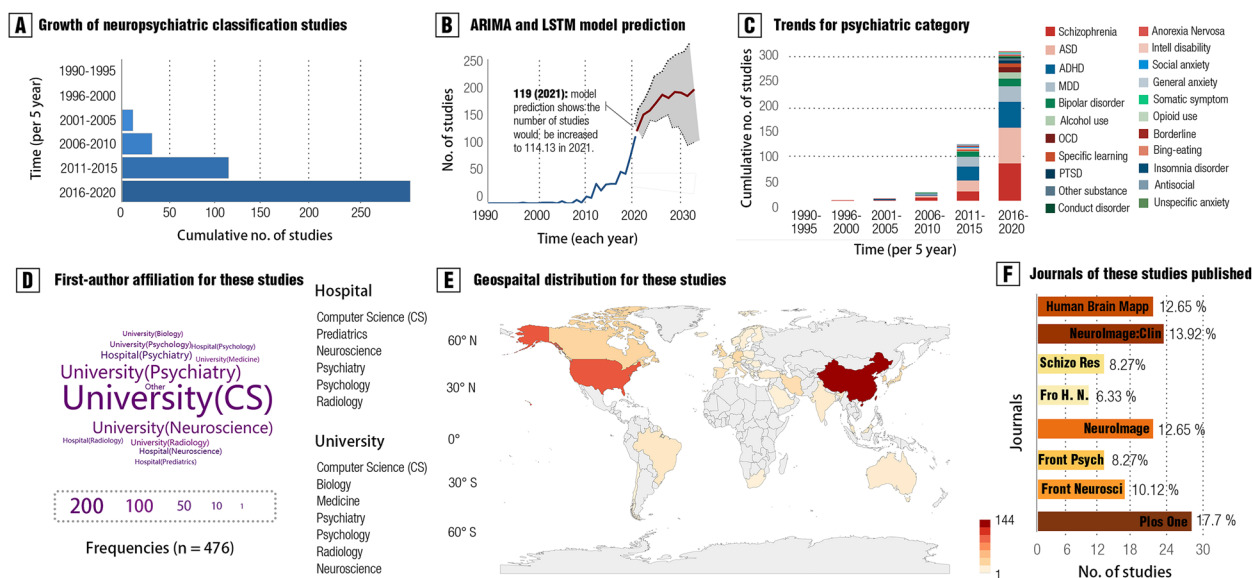 A Growth of neuropsychiatric classification studies
Time (per 5 year)
1990-1995
1996-2000
2001-2005
2006-2010
2011-2015
2016-2020
0 50 100 150 200 250
Cumulative no. of studies
B ARIMA and LSTM model prediction
No. of studies
250
200
150
100
50
0
119 (2021): model
prediction shows the
number of studies
would be increased
to 114.13 in 2021.
1990 2000 2010 2020 2030
Time (each year)
C Trends for psychiatric category
Cumulative no. of studies
300
250
200
150
100
50
0
1990-
1995
1996-
2000
2001-
2005
2006-
2010
2011-
2015
2016-
2020
Time (per 5 year)
Schizophrenia
ASD
ADHD
MDD
Bipolar disorder
Alcohol use
OCD
Specific learning
PTSD
Other substance
Conduct disorder
Anorexia Nervosa
Intell disability
Social anxiety
General anxiety
Somatic symptom
Opioid use
Borderline
Bing-eating
Insomnia disorder
Antisocial
Unspecific anxiety
D First-author affiliation for these studies
University(Biology)
University(Psychology)
Hospital(Psychology)
Hospital(Psychiatry)
University(Medicine)
University(Psychiatry)
Other
University(CS)
University(Neuroscience)
Hospital(Radiology)
University(Radiology)
Hospital(Neuroscience)
Hospital(Prediatrics)
200 100 50 10 1
Frequencies (n = 476)
Hospital
Computer Science (CS)
Prediatrics
Neuroscience
Psychiatry
Psychology
Radiology
University
Computer Science (CS)
Biology
Medicine
Psychiatry
Psychology
Radiology
Neuroscience
E Geospaital distribution for these studies
60° N
30° N
0°
30° S
60° S
144
1
F Journals of these studies published
Journals
Human Brain Mapp 12.65 %
NeuroImage:Clin 13.92 %
Schizo Res 8.27%
Fro H. N. 6.33 %
NeuroImage 12.65 %
Front Psych 8.27%
Front Neurosci 10.12 %
Plos One 17.7 %
0 6 12 18 24 30
No. of studies